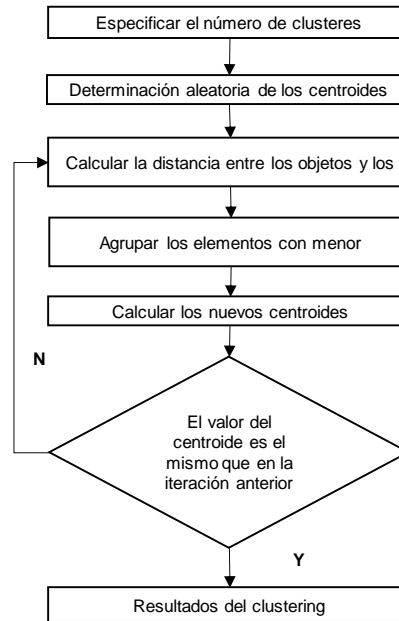 Especificar el número de clusteres
Determinación aleatoria de los centroides
Calcular la distancia entre los objetos y los
Agrupar los elementos con menor
Calcular los nuevos centroides
N
El valor del
centroide es el
mismo que en la
iteración anterior
Y
Resultados del clustering